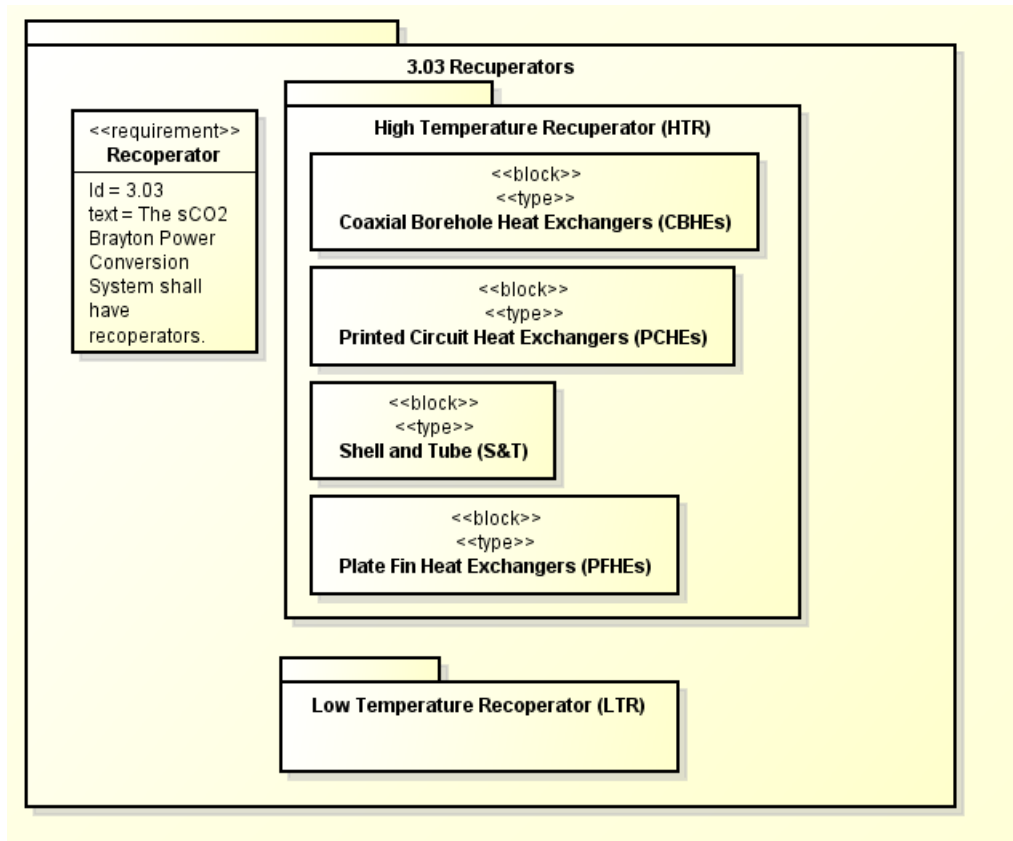 3.03 Recuperators
<<requirement>>
Recoperator
Id = 3.03
text = The sCO2
Brayton Power
Conversion
System shall
have
recoperators.
High Temperature Recuperator (HTR)
<<block>>
<<type>>
Coaxial Borehole Heat Exchangers (CBHEs)
<<block>>
<<type>>
Printed Circuit Heat Exchangers (PCHEs)
<<block>>
<<type>>
Shell and Tube (S&T)
<<block>>
<<type>>
Plate Fin Heat Exchangers (PFHEs)
Low Temperature Recoperator (LTR)